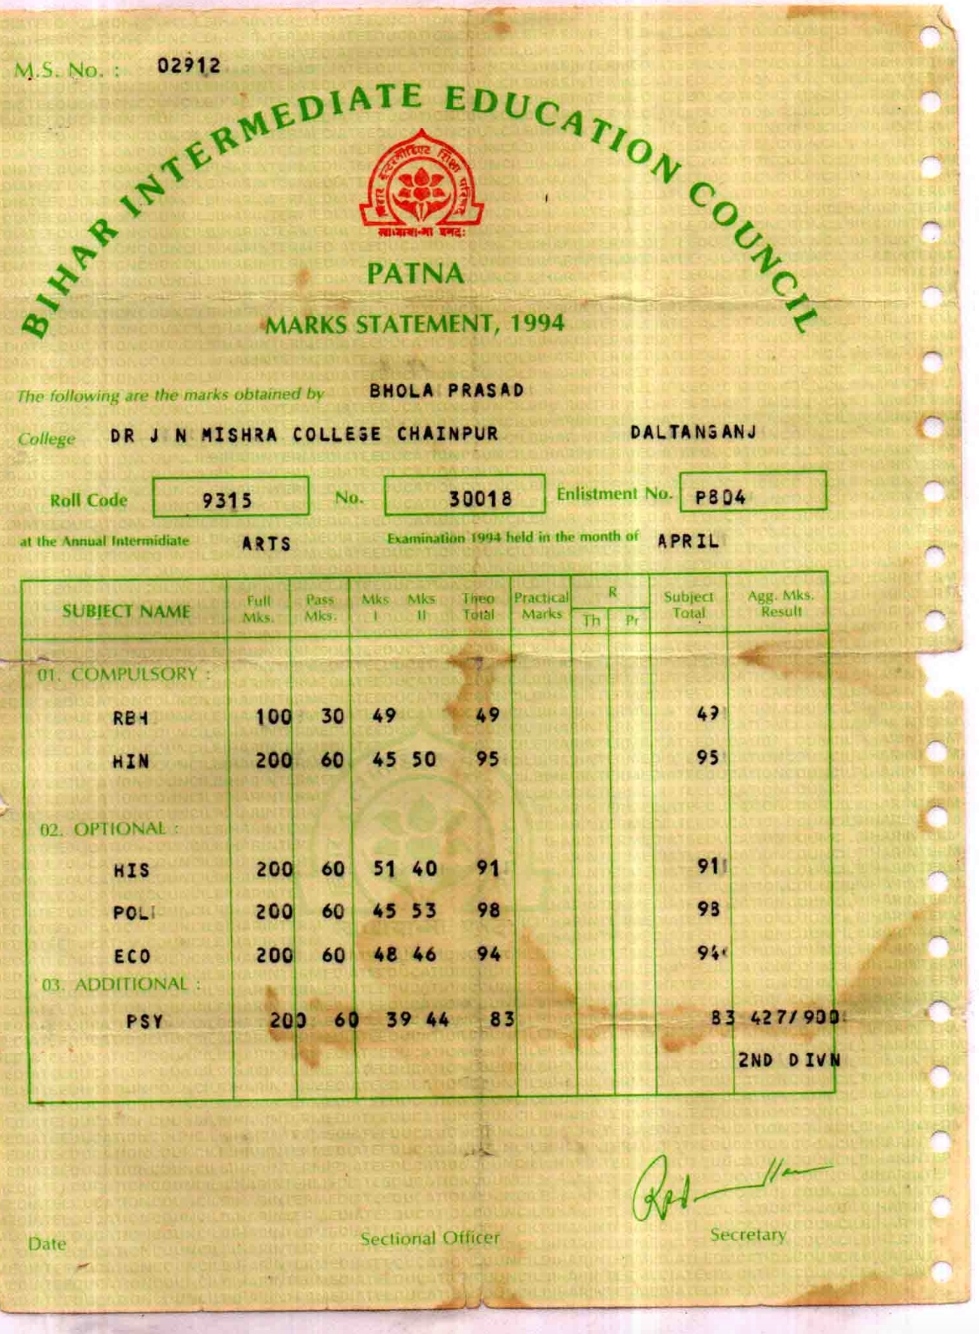 M.S. No. : 02912
BIHAR INTERMEDIATE EDUCATION COUNCIL
बिहार इन्टरमीडिएट शिक्षा परिषद
PATNA
MARKS STATEMENT, 1994
The following are the marks obtained by BHOLA PRASAD
College DR J N MISHRA COLLEGE CHAINPUR DALTANGANJ
Roll Code 9315 No. 30018 Enlistment No. P804
at the Annual Intermidiate ARTS Examination 1994 held in the month of APRIL
SUBJECT NAME Full Mks. Pass Mks. Mks I Mks II Theo Total Practical Marks R Th Pr Subject Total Agg. Mks. Result
01. COMPULSORY :
RBH 100 30 49 49 49
HIN 200 60 45 50 95 95
02. OPTIONAL :
HIS 200 60 51 40 91 91
POL 200 60 45 53 98 98
ECO 200 60 48 46 94 94
03. ADDITIONAL :
PSY 200 60 39 44 83 83 427/900
2ND DIVN
Date Sectional Officer Secretary